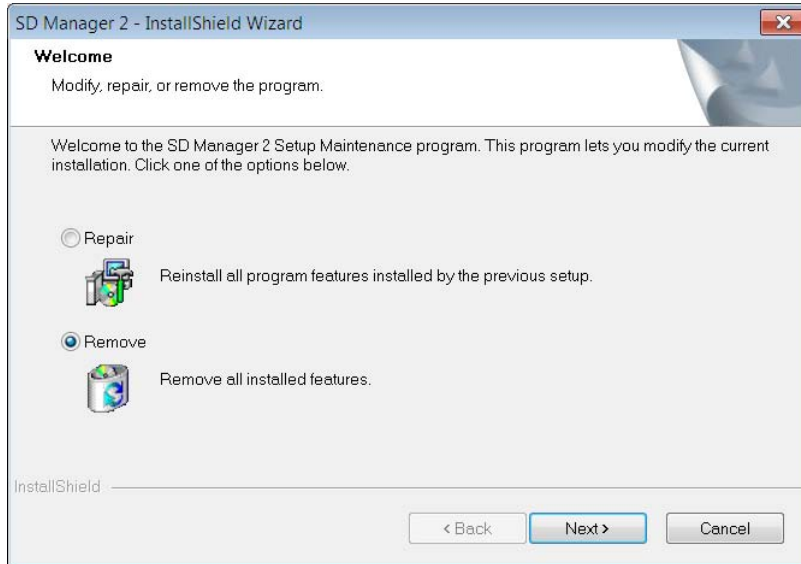 SD Manager 2 - InstallShield Wizard
Welcome
Modify, repair, or remove the program.
Welcome to the SD Manager 2 Setup Maintenance program. This program lets you modify the current
installation. Click one of the options below.
Repair
Reinstall all program features installed by the previous setup.
Remove
Remove all installed features.
InstallShield
< Back Next > Cancel